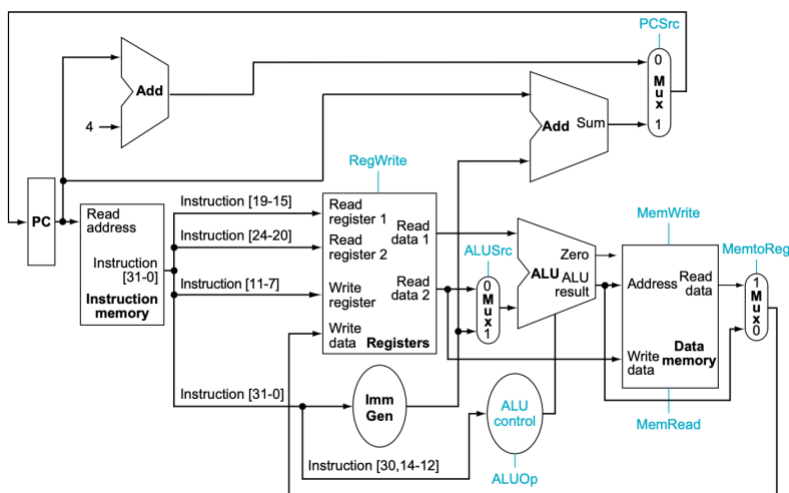 PCSrc
Add
4
0
Mux
1
Add Sum
RegWrite
PC
Read
address
Instruction
[31-0]
Instruction
memory
Instruction [19-15]
Instruction [24-20]
Instruction [11-7]
Read
register 1
Read
data 1
Read
register 2
Write
register
Read
data 2
Write
data
Registers
ALUSrc
0
Mux
1
Zero
ALU
ALU
result
MemWrite
Address
Read
data
Write
data
Data
memory
MemRead
MemtoReg
1
Mux
0
Instruction [31-0]
Imm
Gen
ALU
control
Instruction [30,14-12]
ALUOp